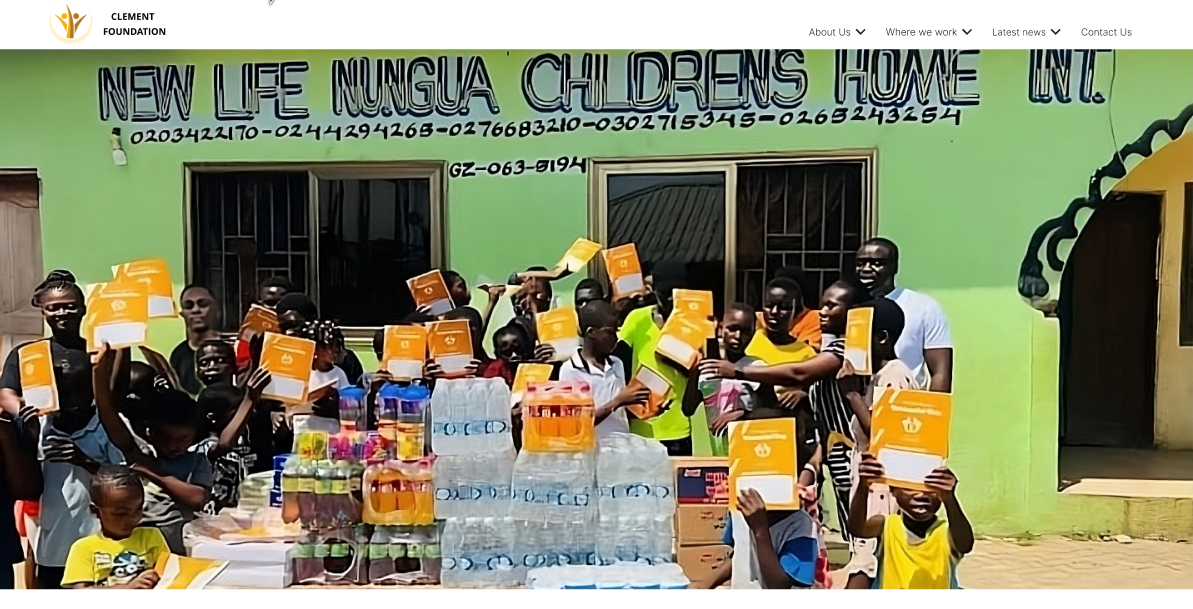 CLEMENT
FOUNDATION
About Us
Where we work
Latest news
Contact Us
NEW LIFE NUNGUA CHILDRENS HOME INT.
0203422170-0244294265-0276683210-0302715345-0265243254
GZ-063-5194